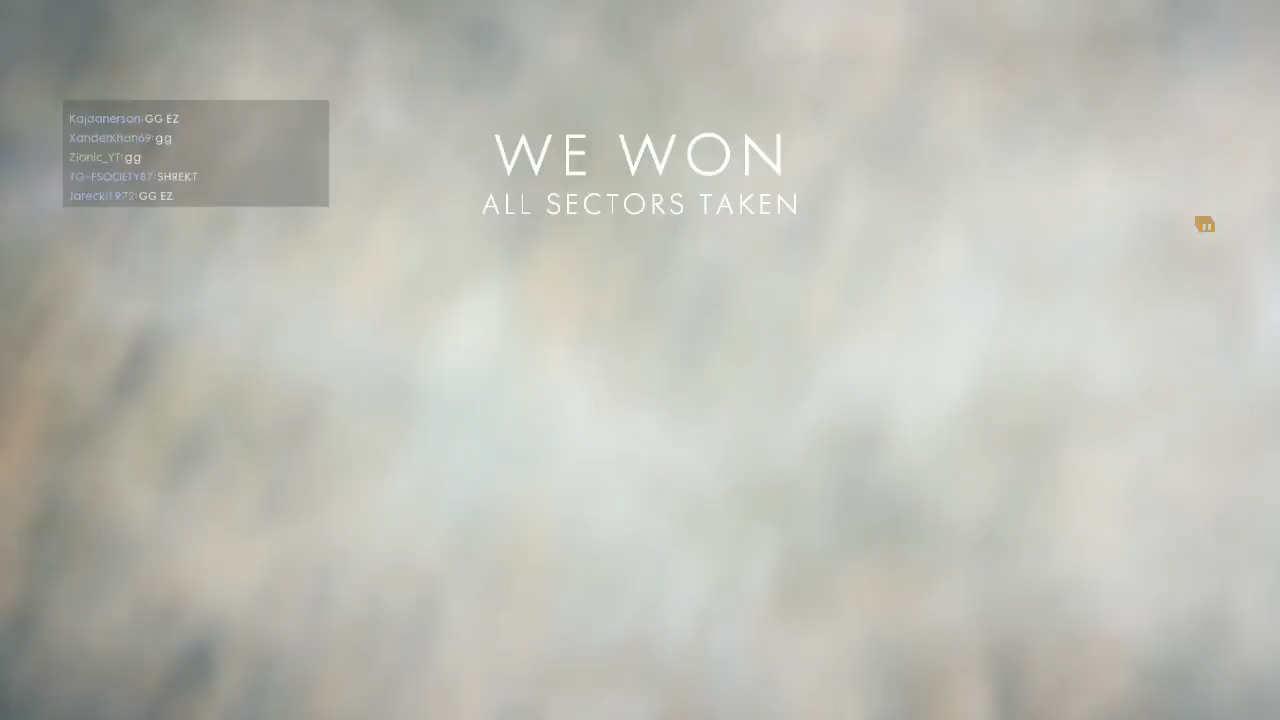 Kajaanerson: GG EZ
XanderKhan69: gg
Zionic_YT: gg
TG-FSOCIETY87: SHREKT
Jarecki1972: GG EZ
WE WON
ALL SECTORS TAKEN